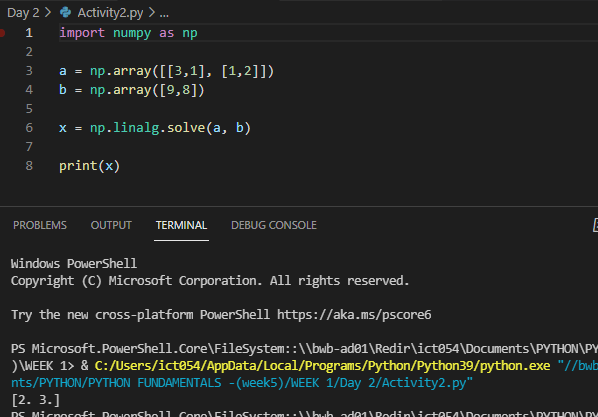 Day 2 > Activity2.py > ...
1 import numpy as np
2
3 a = np.array([[3,1], [1,2]])
4 b = np.array([9,8])
5
6 x = np.linalg.solve(a, b)
7
8 print(x)
PROBLEMS OUTPUT TERMINAL DEBUG CONSOLE
Windows PowerShell
Copyright (C) Microsoft Corporation. All rights reserved.
Try the new cross-platform PowerShell https://aka.ms/pscore6
PS Microsoft.PowerShell.Core\FileSystem::\\bwb-ad01\Redir\ict054\Documents\PYTHON\PY
)\WEEK 1> & C:/Users/ict054/AppData/Local/Programs/Python/Python39/python.exe "//bwb
nts/PYTHON/PYTHON FUNDAMENTALS -(week5)/WEEK 1/Day 2/Activity2.py"
[2. 3.]
PS Microsoft.PowerShell.Core\FileSystem::\\bwb-ad01\Redir\ict054\Documents\PYTHON\PY